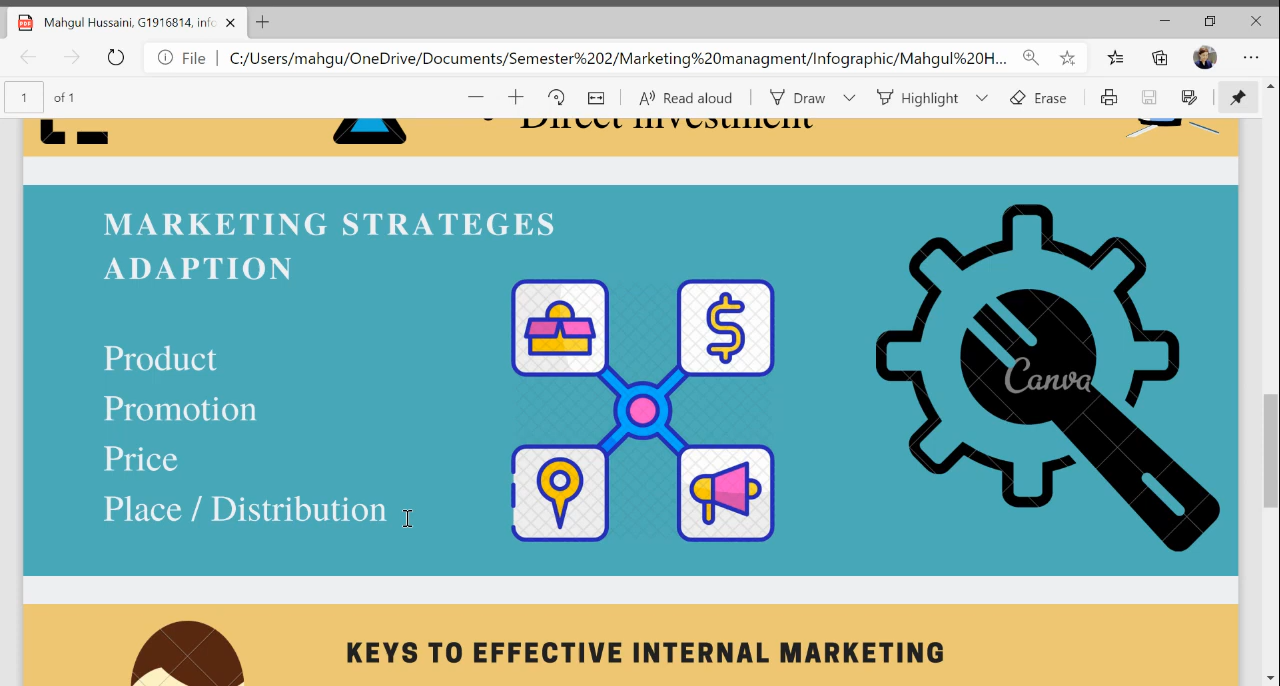 Mahgul Hussaini, G1916814, info
File
C:/Users/mahgu/OneDrive/Documents/Semester%202/Marketing%20managment/Infographic/Mahgul%20H...
1 of 1
Read aloud
Draw
Highlight
Erase
Direct investment
MARKETING STRATEGES
ADAPTION
Product
Promotion
Price
Place / Distribution
$
Canva
KEYS TO EFFECTIVE INTERNAL MARKETING